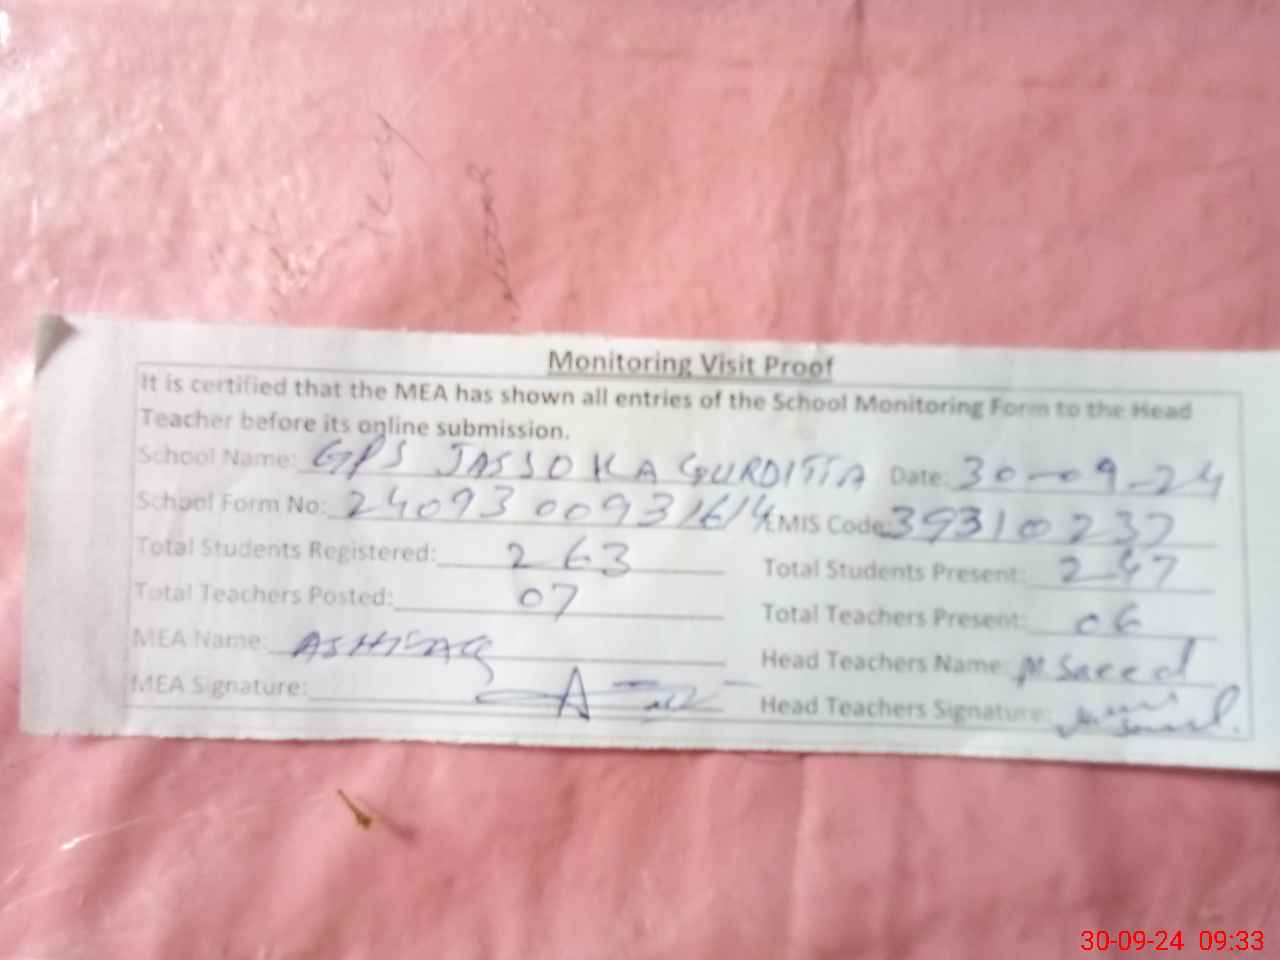 Monitoring Visit Proof
It is certified that the MEA has shown all entries of the School Monitoring Form to the Head
Teacher before its online submission.
School Name: GPS JASSO KA GURDITTA Date: 30-09-24
School Form No: 2409300931614 EMIS Code: 39310237
Total Students Registered: 263 Total Students Present: 247
Total Teachers Posted: 07 Total Teachers Present: 06
MEA Name: ASHFAQ Head Teachers Name: M. Saeed
MEA Signature: Head Teachers Signature:
30-09-24 09:33